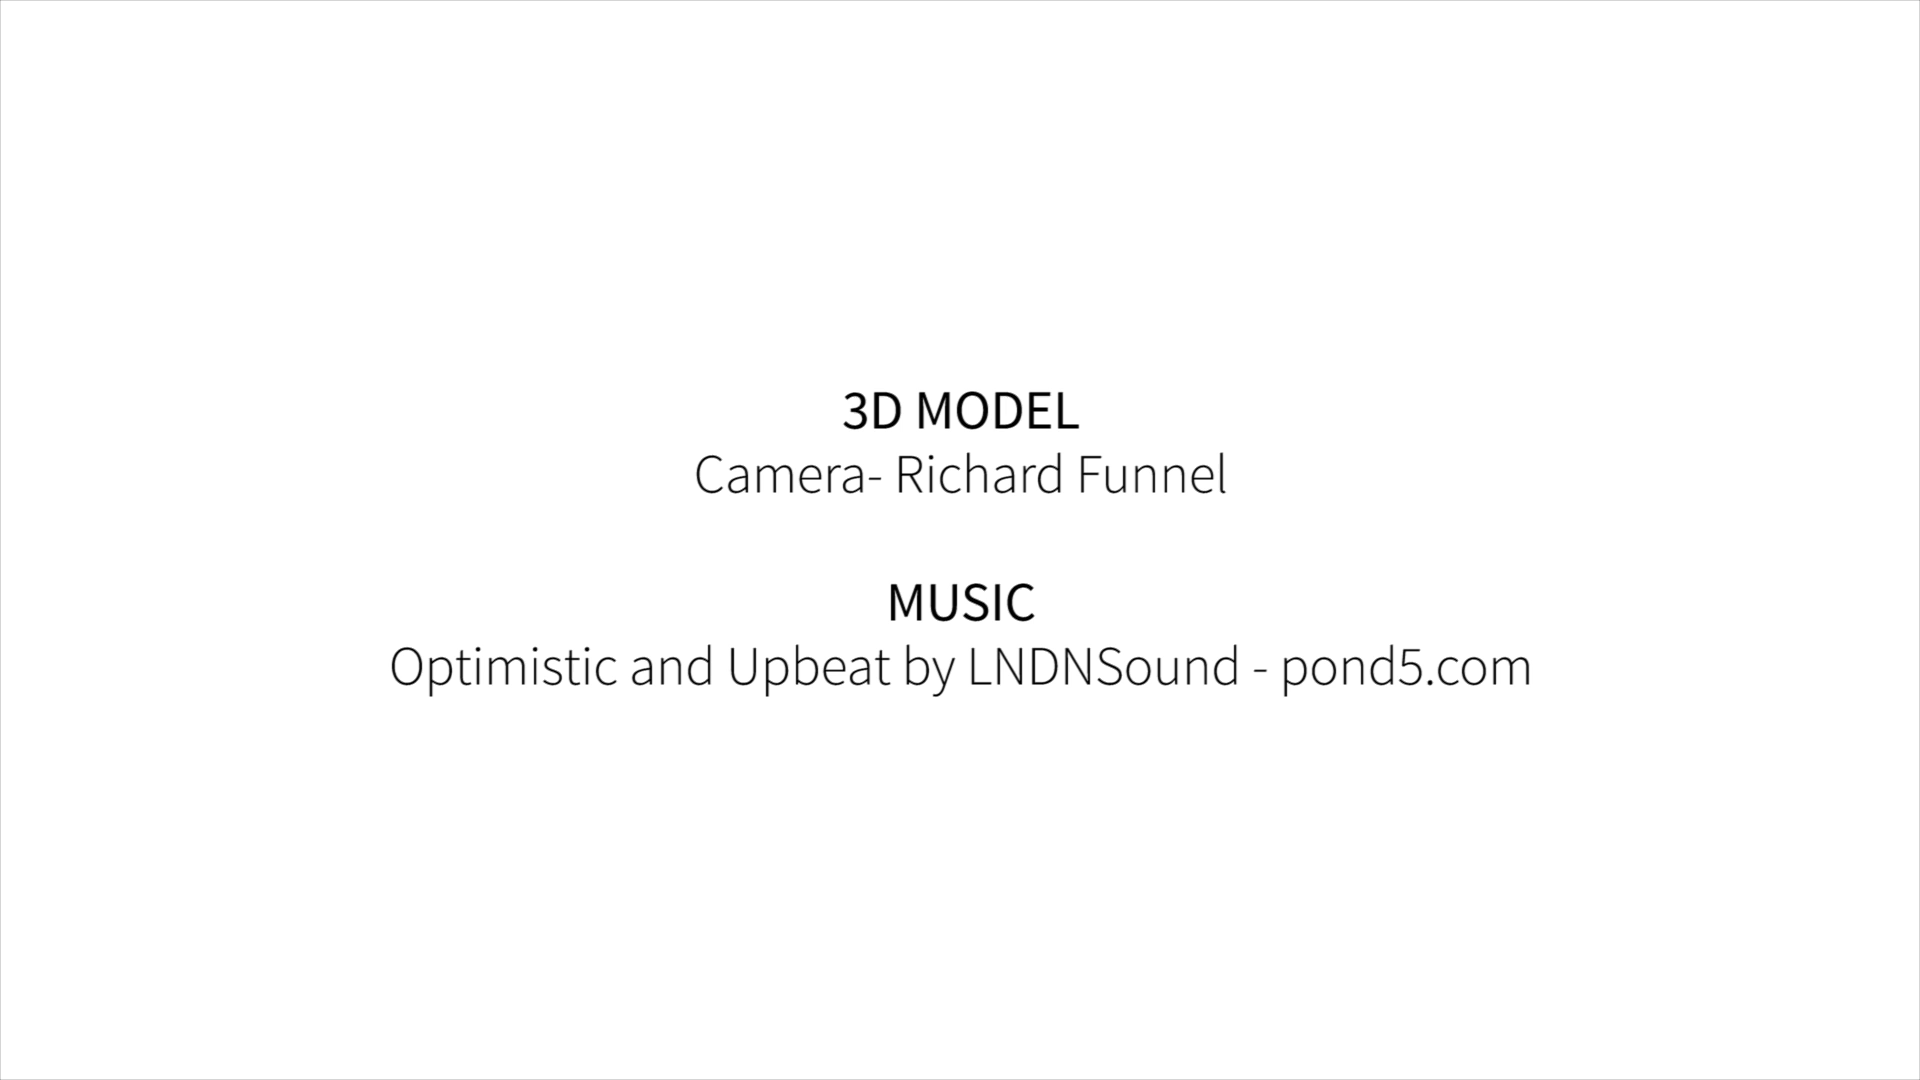 3D MODEL
Camera- Richard Funnel
MUSIC
Optimistic and Upbeat by LNDNSound - pond5.com